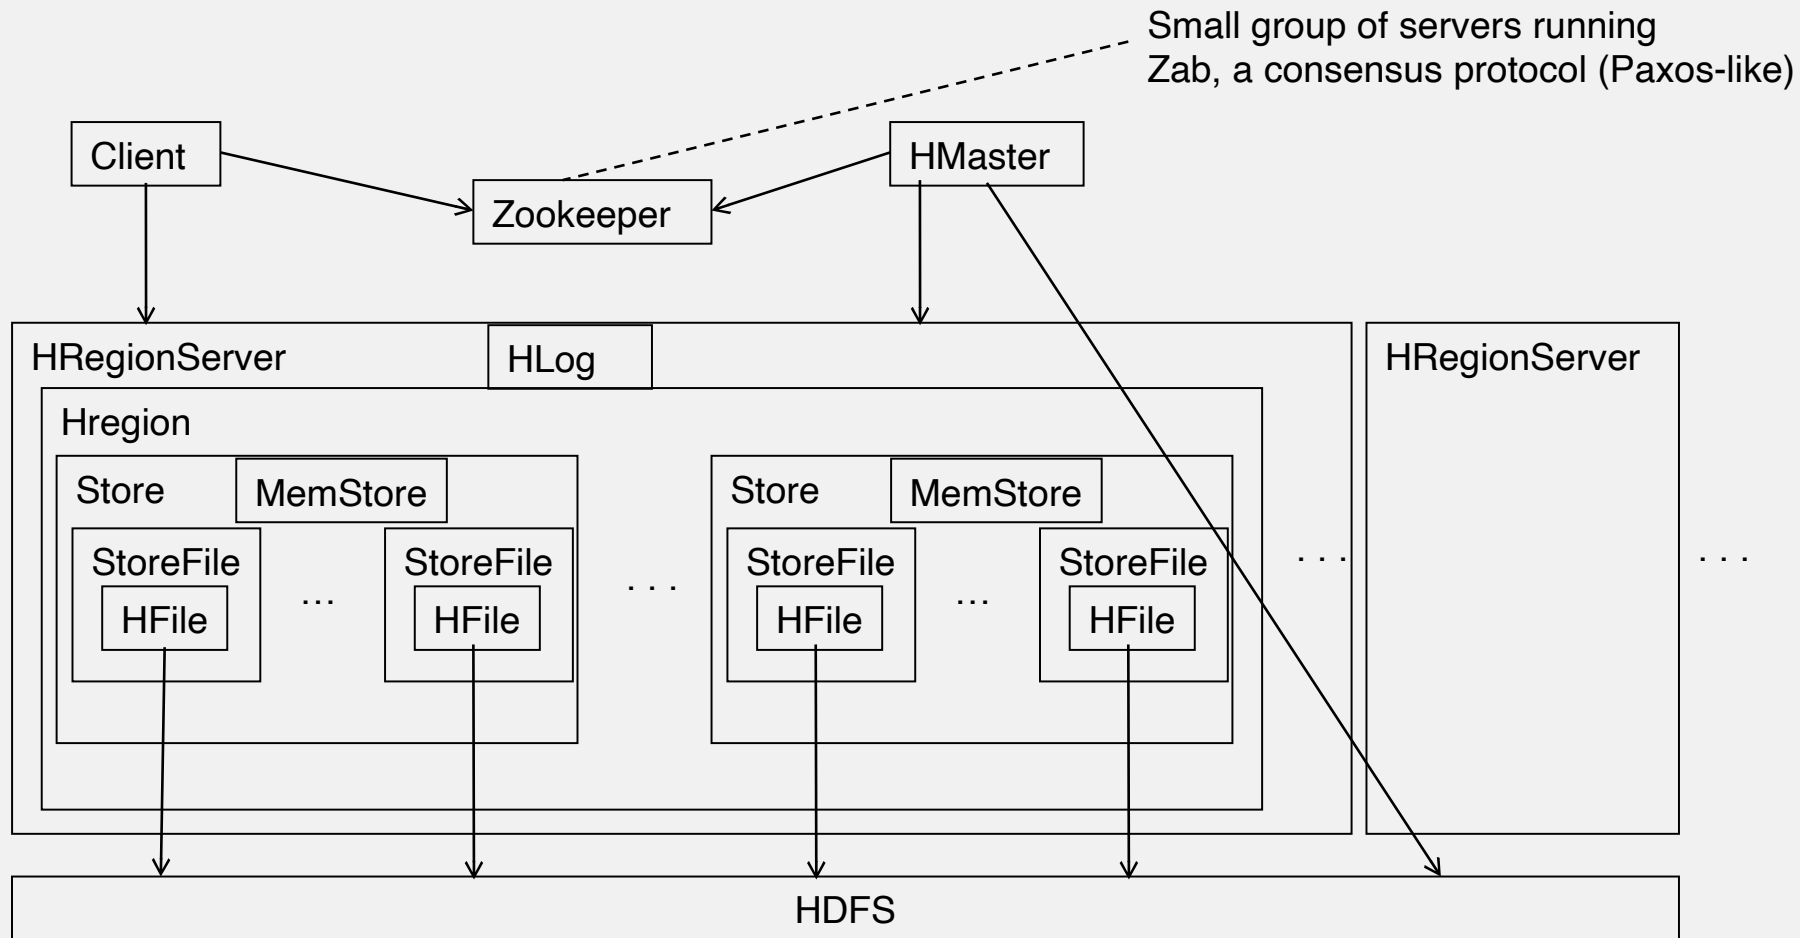 Small group of servers running
Zab, a consensus protocol (Paxos-like)
Client
HMaster
Zookeeper
HRegionServer
HLog
HRegionServer
Hregion
Store
MemStore
Store
MemStore
StoreFile
StoreFile
StoreFile
StoreFile
. . .
. . .
HFile
...
HFile
. . .
HFile
...
HFile
HDFS